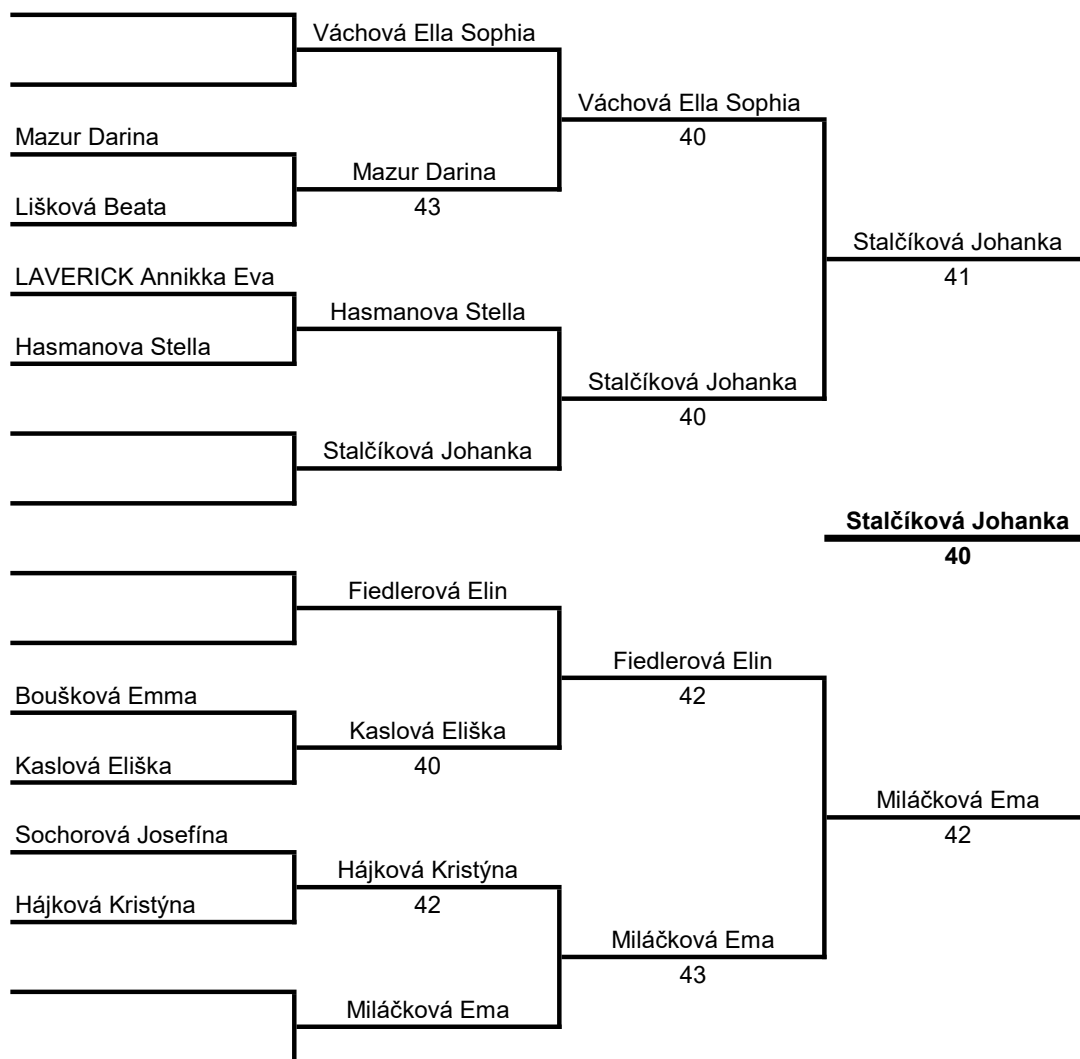 Váchová Ella Sophia
Váchová Ella Sophia
40
Mazur Darina
Mazur Darina
43
Lišková Beata
Stalčíková Johanka
41
LAVERICK Annikka Eva
Hasmanova Stella
Hasmanova Stella
Stalčíková Johanka
40
Stalčíková Johanka
Stalčíková Johanka
40
Fiedlerová Elin
Fiedlerová Elin
42
Boušková Emma
Kaslová Eliška
40
Kaslová Eliška
Miláčková Ema
42
Sochorová Josefína
Hájková Kristýna
42
Hájková Kristýna
Miláčková Ema
43
Miláčková Ema